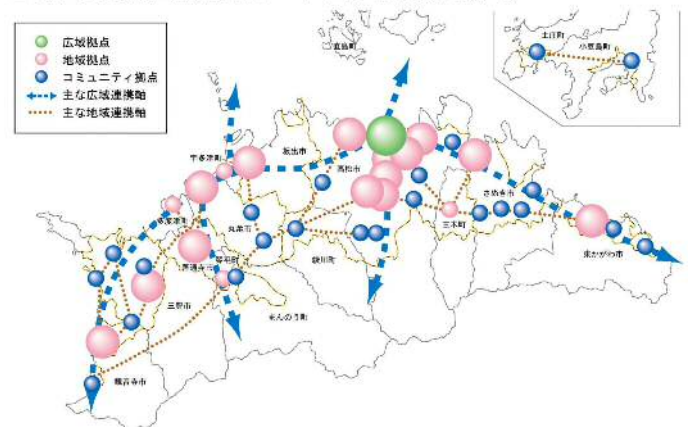 広域拠点
地域拠点
コミュニティ拠点
主な広域連携軸
主な地域連携軸
直島町
土庄町
小豆島町
宇多津町
坂出市
高松市
さぬき市
多度津町
丸亀市
三木町
善通寺市
琴平町
綾川町
東かがわ市
三豊市
まんのう町
観音寺市